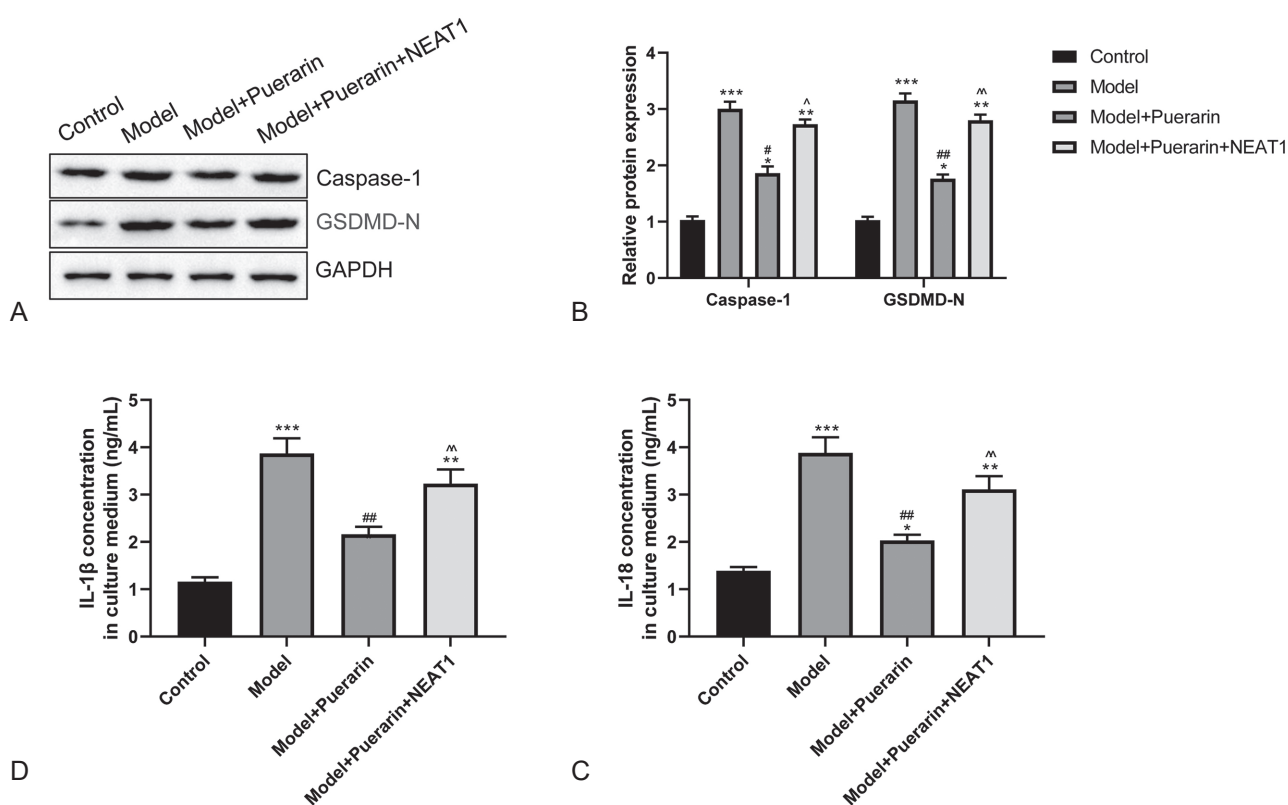 Control
Model
Model+Puerarin
Model+Puerarin+NEAT1
Caspase-1
GSDMD-N
GAPDH
A
Relative protein expression
4
3
2
1
0
***
#
*
^
**
***
##
*
^^
**
Caspase-1
GSDMD-N
Control
Model
Model+Puerarin
Model+Puerarin+NEAT1
B
IL-1β concentration
in culture medium (ng/mL)
5
4
3
2
1
0
***
##
^^
**
Control
Model
Model+Puerarin
Model+Puerarin+NEAT1
D
IL-18 concentration
in culture medium (ng/mL)
5
4
3
2
1
0
***
##
*
^^
**
Control
Model
Model+Puerarin
Model+Puerarin+NEAT1
C